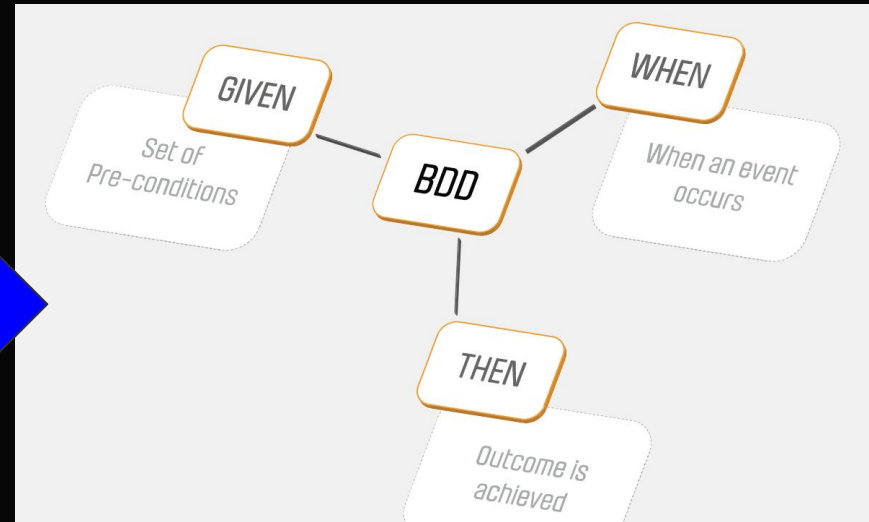 GIVEN
Set of
Pre-conditions
BDD
WHEN
When an event
occurs
THEN
Outcome is
achieved